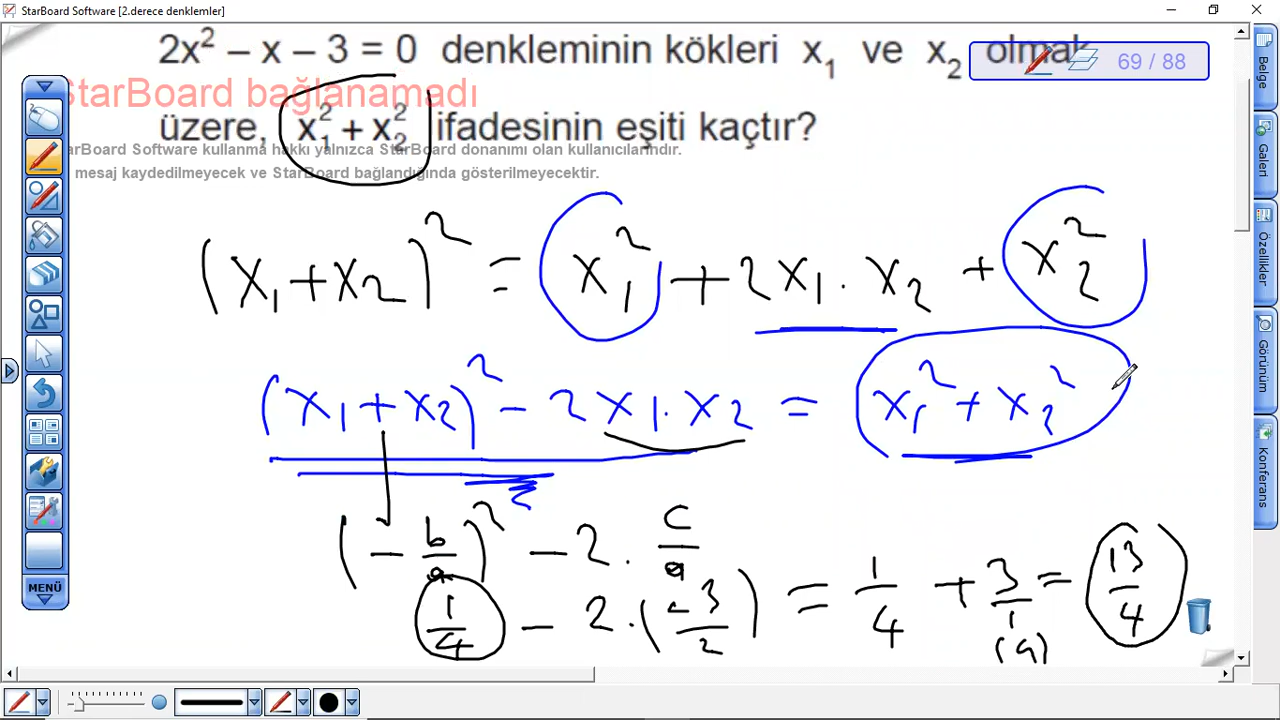 StarBoard Software [2.derece denklemler]
2x² – x – 3 = 0 denkleminin kökleri x₁ ve x₂ olmak
69 / 88
StarBoard bağlanamadı
üzere, x₁² + x₂² ifadesinin eşiti kaçtır?
StarBoard Software kullanma hakkı yalnızca StarBoard donanımı olan kullanıcılarındır.
mesaj kaydedilmeyecek ve StarBoard bağlandığında gösterilmeyecektir.
(x₁+x₂)² = x₁² + 2x₁.x₂ + x₂²
(x₁+x₂)² – 2x₁.x₂ = x₁² + x₂²
(– b/a)² – 2. c/a
1/4 – 2.(–3/2) = 1/4 + 3/1 = 13/4
(4)
MENÜ
Belge
Galeri
Özellikler
Görünüm
Konferans